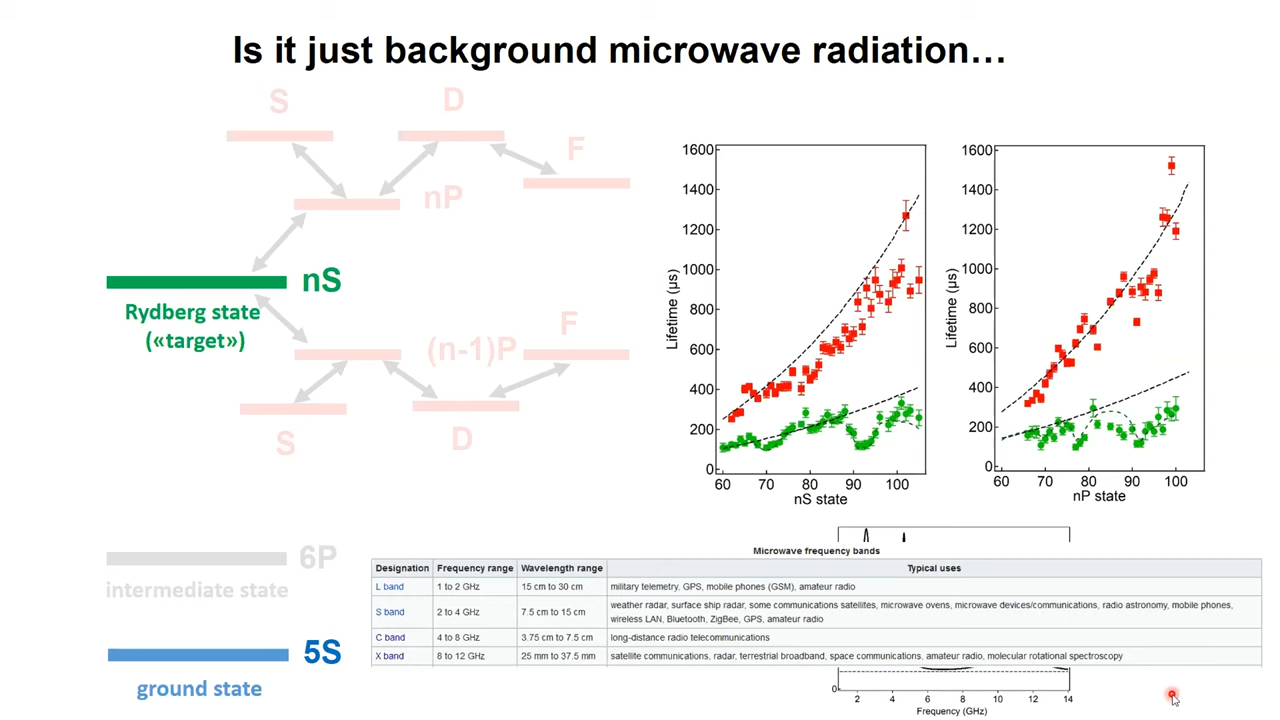 Is it just background microwave radiation…
S
D
F
nP
nS
Rydberg state
(«target»)
(n-1)P
F
S
D
6P
intermediate state
5S
ground state
1600
1400
1200
1000
800
600
400
200
0
Lifetime (μs)
60 70 80 90 100
nS state
1600
1400
1200
1000
800
600
400
200
0
Lifetime (μs)
60 70 80 90 100
nP state
Microwave frequency bands
Designation Frequency range Wavelength range Typical uses
L band 1 to 2 GHz 15 cm to 30 cm military telemetry, GPS, mobile phones (GSM), amateur radio
S band 2 to 4 GHz 7.5 cm to 15 cm weather radar, surface ship radar, some communications satellites, microwave ovens, microwave devices/communications, radio astronomy, mobile phones,
wireless LAN, Bluetooth, ZigBee, GPS, amateur radio
C band 4 to 8 GHz 3.75 cm to 7.5 cm long-distance radio telecommunications
X band 8 to 12 GHz 25 mm to 37.5 mm satellite communications, radar, terrestrial broadband, space communications, amateur radio, molecular rotational spectroscopy
0
2 4 6 8 10 12 14
Frequency (GHz)